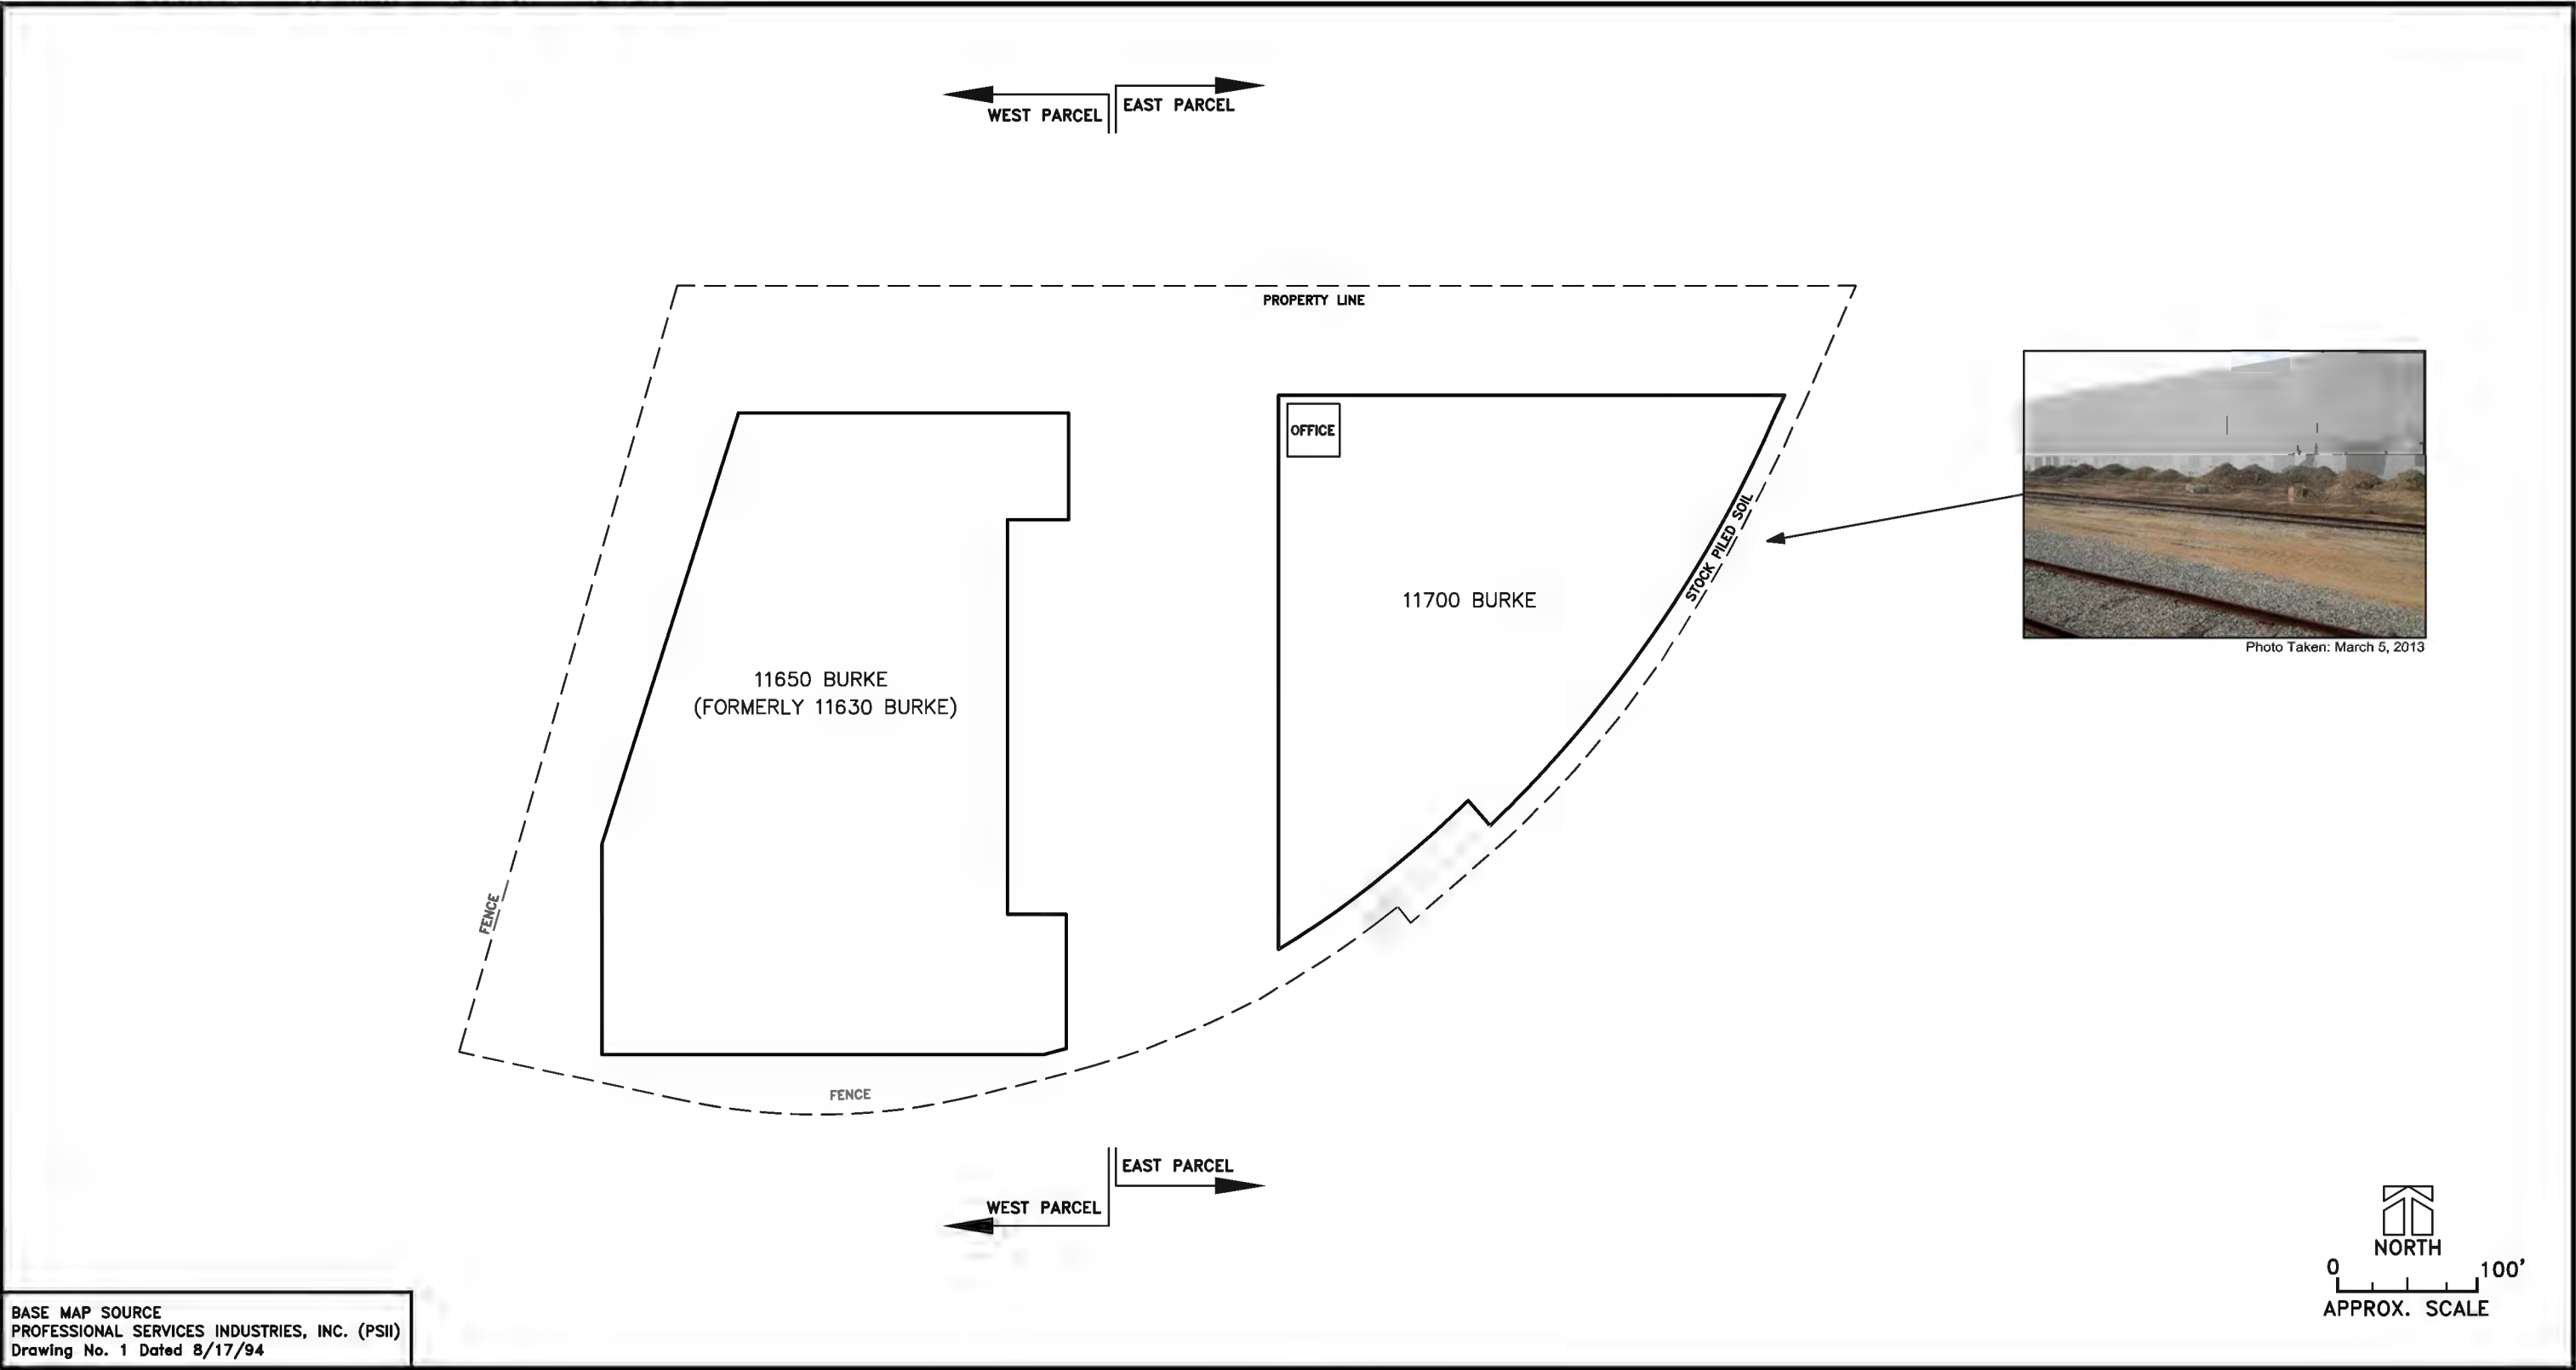 WEST PARCEL
EAST PARCEL
PROPERTY LINE
OFFICE
STOCK PILED SOIL
11700 BURKE
Photo Taken: March 5, 2013
11650 BURKE
(FORMERLY 11630 BURKE)
FENCE
FENCE
EAST PARCEL
WEST PARCEL
NORTH
0 100'
APPROX. SCALE
BASE MAP SOURCE
PROFESSIONAL SERVICES INDUSTRIES, INC. (PSII)
Drawing No. 1 Dated 8/17/94